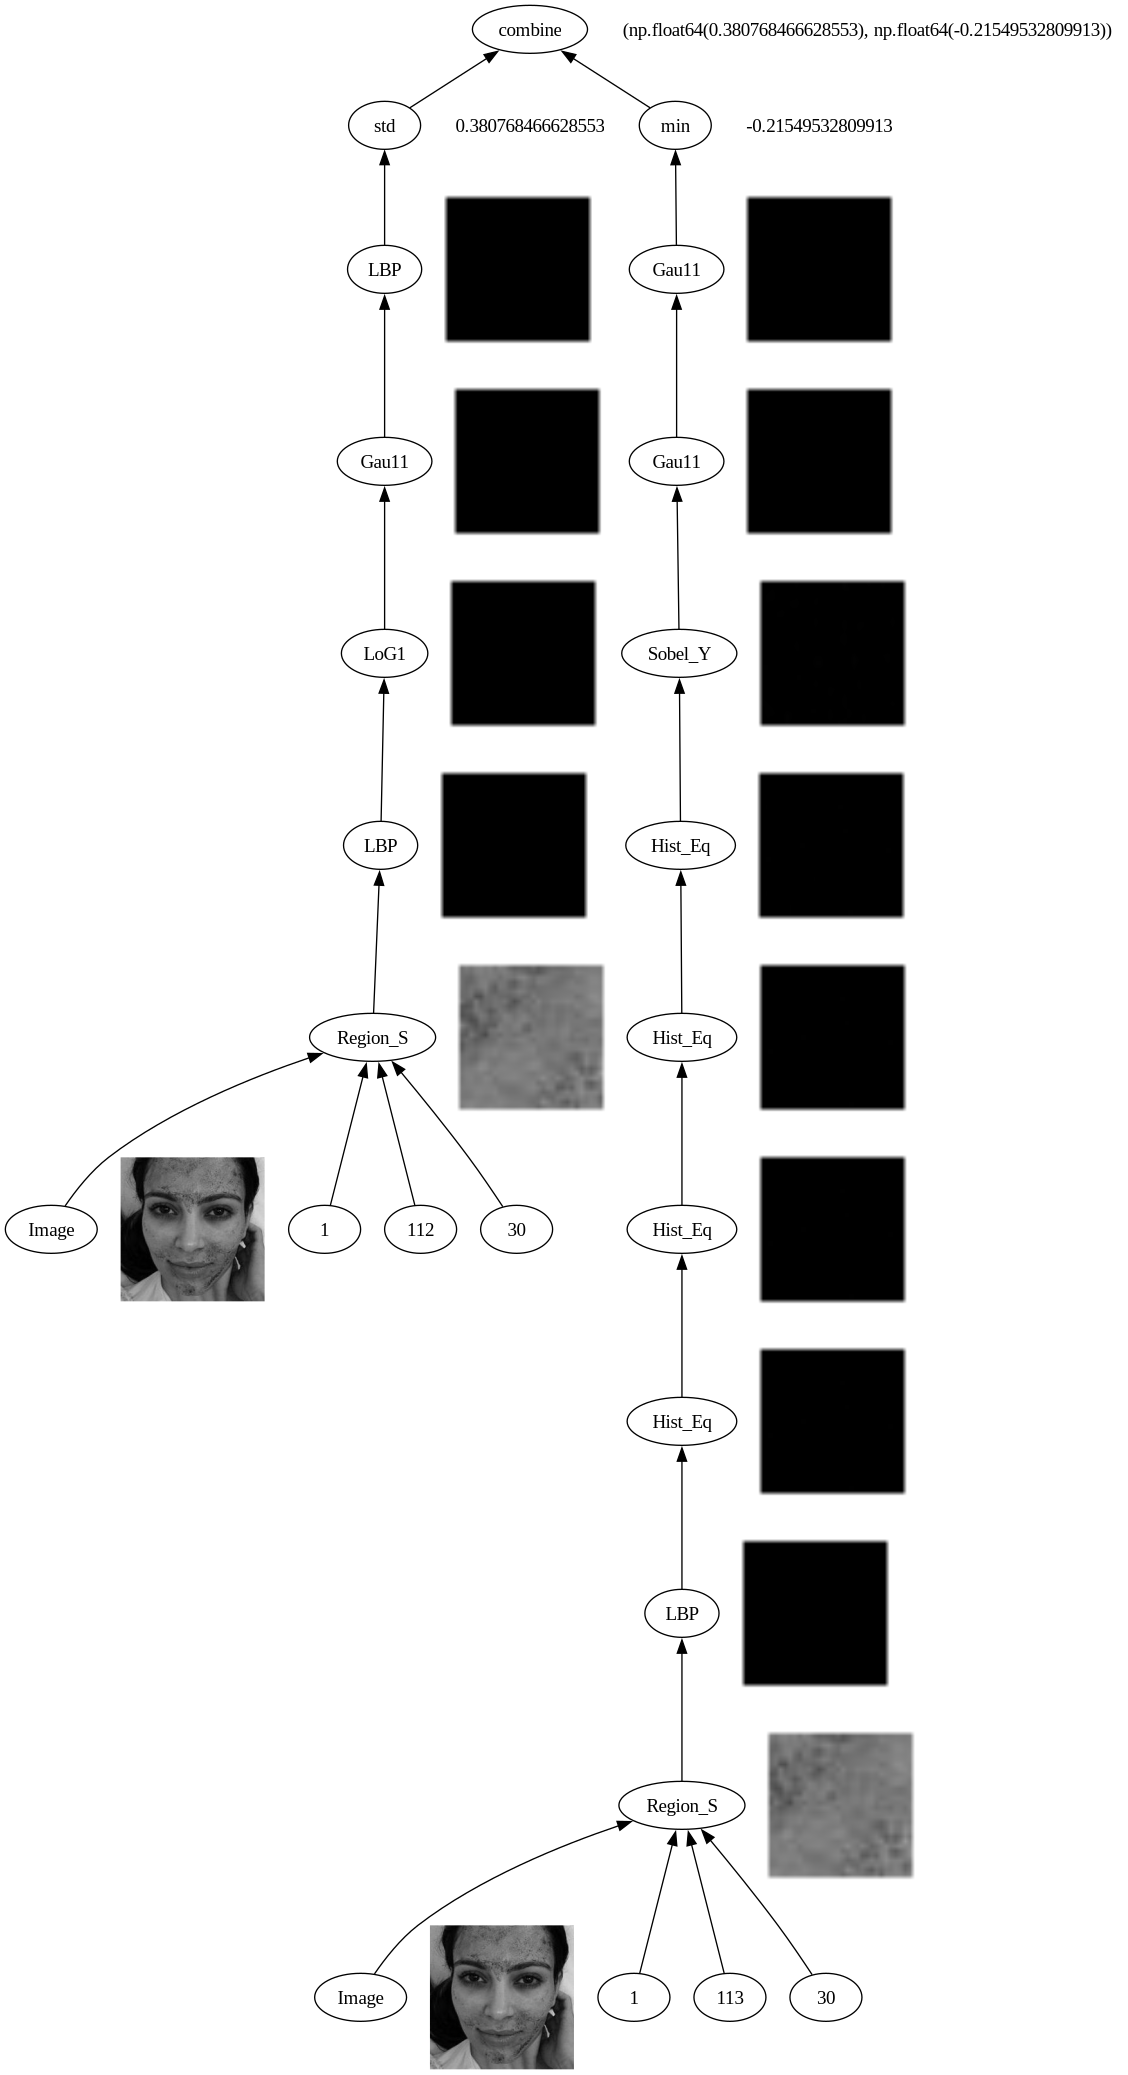 combine (np.float64(0.380768466628553), np.float64(-0.21549532809913))
std 0.380768466628553 min -0.21549532809913
LBP Gau11
Gau11 Gau11
LoG1 Sobel_Y
LBP Hist_Eq
Region_S Hist_Eq
Image 1 112 30 Hist_Eq
Hist_Eq
LBP
Region_S
Image 1 113 30